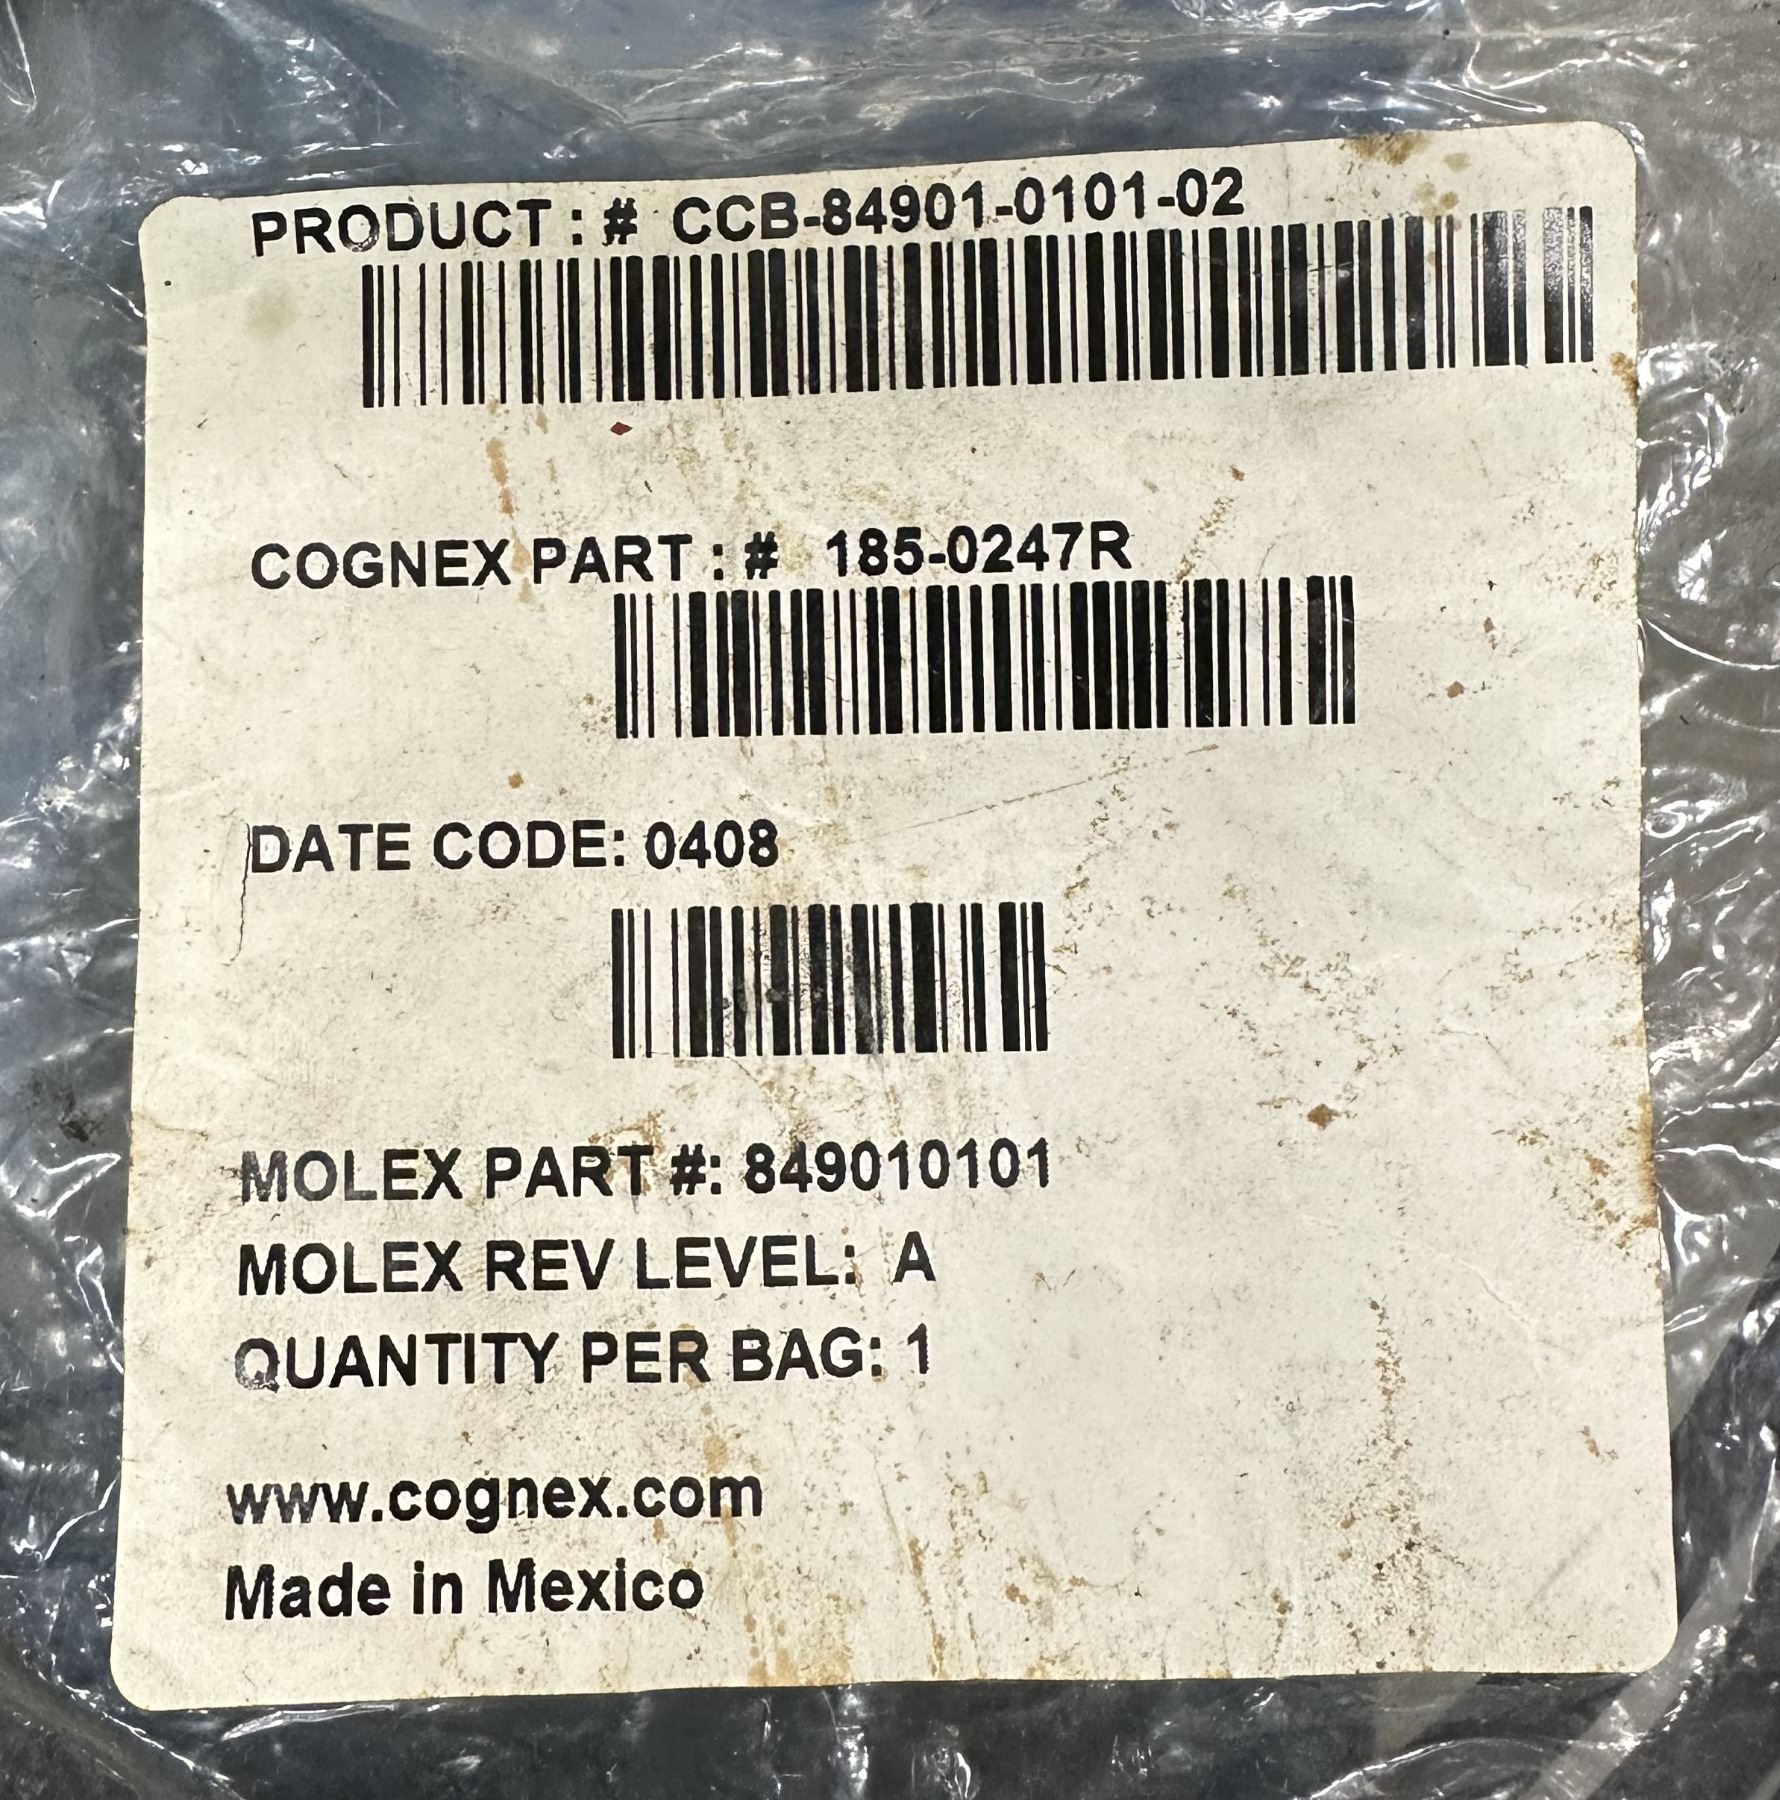 PRODUCT : # CCB-84901-0101-02
COGNEX PART : # 185-0247R
DATE CODE: 0408
MOLEX PART #: 849010101
MOLEX REV LEVEL: A
QUANTITY PER BAG: 1
www.cognex.com
Made in Mexico